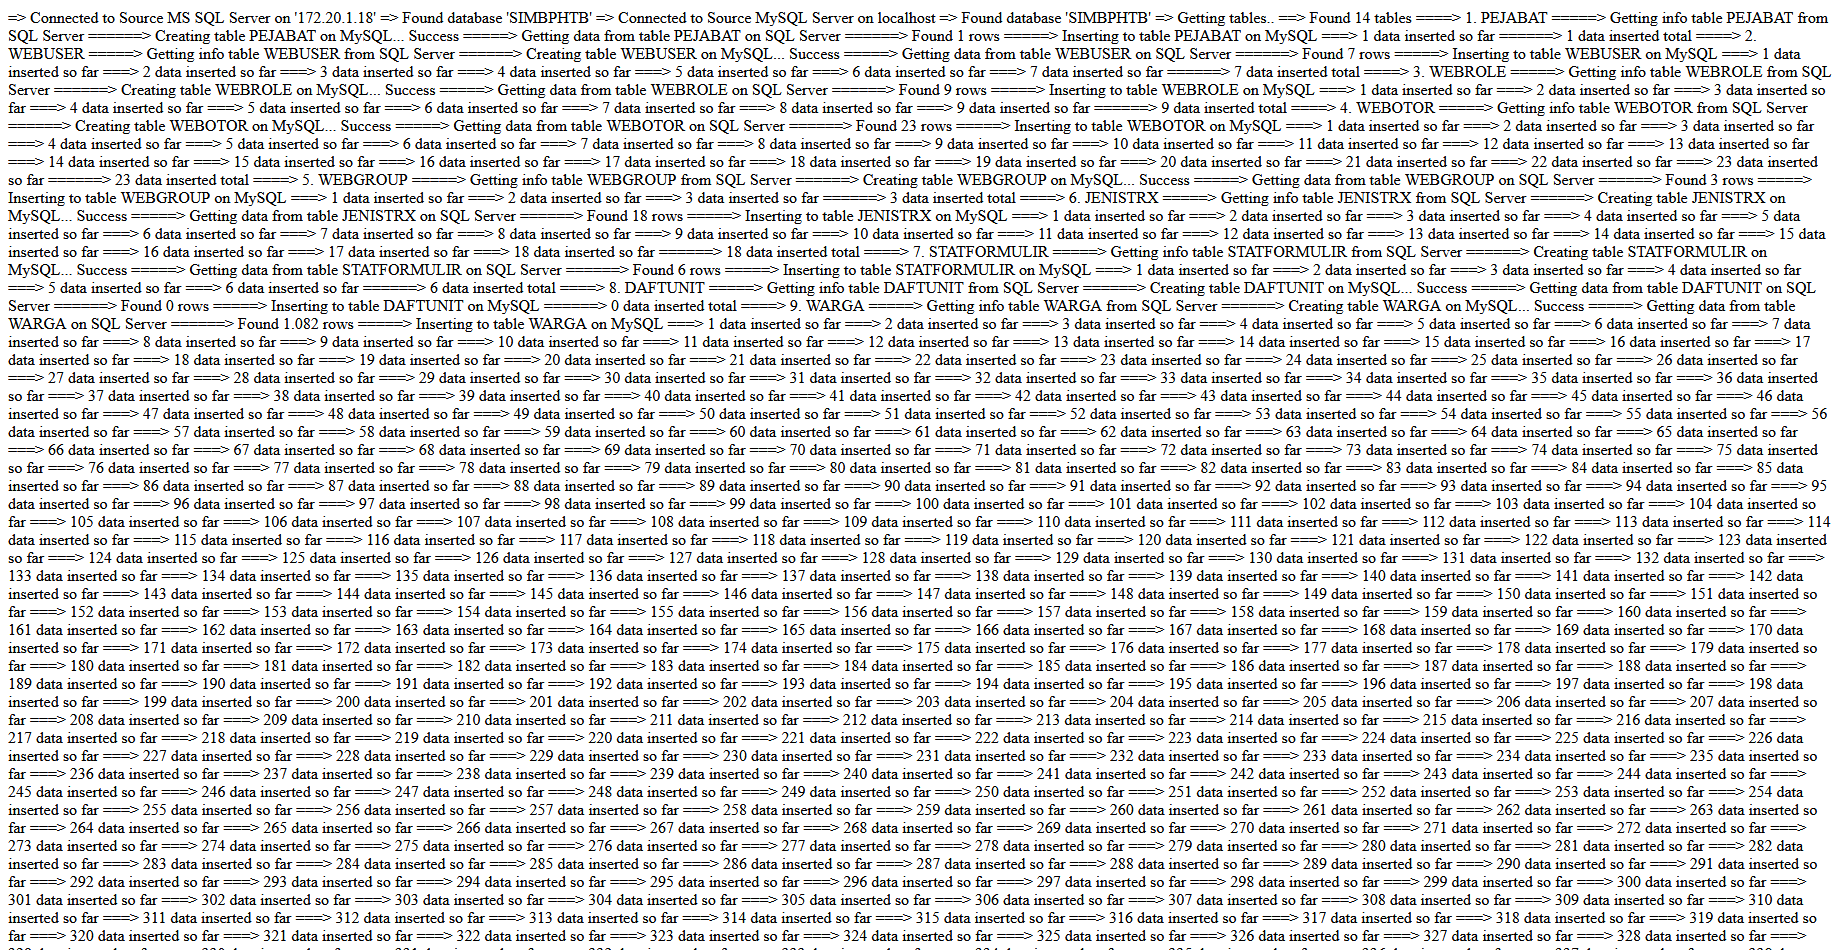 => Connected to Source MS SQL Server on '172.20.1.18' => Found database 'SIMBPHTB' => Connected to Source MySQL Server on localhost => Found database 'SIMBPHTB' => Getting tables.. ==> Found 14 tables ====> 1. PEJABAT =====> Getting info table PEJABAT from
SQL Server ======> Creating table PEJABAT on MySQL... Success =====> Getting data from table PEJABAT on SQL Server ======> Found 1 rows =====> Inserting to table PEJABAT on MySQL ===> 1 data inserted so far ======> 1 data inserted total ====> 2.
WEBUSER =====> Getting info table WEBUSER from SQL Server ======> Creating table WEBUSER on MySQL... Success =====> Getting data from table WEBUSER on SQL Server ======> Found 7 rows =====> Inserting to table WEBUSER on MySQL ===> 1 data
inserted so far ===> 2 data inserted so far ===> 3 data inserted so far ===> 4 data inserted so far ===> 5 data inserted so far ===> 6 data inserted so far ===> 7 data inserted so far ======> 7 data inserted total ====> 3. WEBROLE =====> Getting info table WEBROLE from SQL
Server ======> Creating table WEBROLE on MySQL... Success =====> Getting data from table WEBROLE on SQL Server ======> Found 9 rows =====> Inserting to table WEBROLE on MySQL ===> 1 data inserted so far ===> 2 data inserted so far ===> 3 data inserted so
far ===> 4 data inserted so far ===> 5 data inserted so far ===> 6 data inserted so far ===> 7 data inserted so far ===> 8 data inserted so far ===> 9 data inserted so far ======> 9 data inserted total ====> 4. WEBOTOR =====> Getting info table WEBOTOR from SQL Server
======> Creating table WEBOTOR on MySQL... Success =====> Getting data from table WEBOTOR on SQL Server ======> Found 23 rows =====> Inserting to table WEBOTOR on MySQL ===> 1 data inserted so far ===> 2 data inserted so far ===> 3 data inserted so far
===> 4 data inserted so far ===> 5 data inserted so far ===> 6 data inserted so far ===> 7 data inserted so far ===> 8 data inserted so far ===> 9 data inserted so far ===> 10 data inserted so far ===> 11 data inserted so far ===> 12 data inserted so far ===> 13 data inserted so far
===> 14 data inserted so far ===> 15 data inserted so far ===> 16 data inserted so far ===> 17 data inserted so far ===> 18 data inserted so far ===> 19 data inserted so far ===> 20 data inserted so far ===> 21 data inserted so far ===> 22 data inserted so far ===> 23 data inserted
so far ======> 23 data inserted total ====> 5. WEBGROUP =====> Getting info table WEBGROUP from SQL Server ======> Creating table WEBGROUP on MySQL... Success =====> Getting data from table WEBGROUP on SQL Server ======> Found 3 rows =====>
Inserting to table WEBGROUP on MySQL ===> 1 data inserted so far ===> 2 data inserted so far ===> 3 data inserted so far ======> 3 data inserted total ====> 6. JENISTRX =====> Getting info table JENISTRX from SQL Server ======> Creating table JENISTRX on
MySQL... Success =====> Getting data from table JENISTRX on SQL Server ======> Found 18 rows =====> Inserting to table JENISTRX on MySQL ===> 1 data inserted so far ===> 2 data inserted so far ===> 3 data inserted so far ===> 4 data inserted so far ===> 5 data
inserted so far ===> 6 data inserted so far ===> 7 data inserted so far ===> 8 data inserted so far ===> 9 data inserted so far ===> 10 data inserted so far ===> 11 data inserted so far ===> 12 data inserted so far ===> 13 data inserted so far ===> 14 data inserted so far ===> 15 data
inserted so far ===> 16 data inserted so far ===> 17 data inserted so far ===> 18 data inserted so far ======> 18 data inserted total ====> 7. STATFORMULIR =====> Getting info table STATFORMULIR from SQL Server ======> Creating table STATFORMULIR on
MySQL... Success =====> Getting data from table STATFORMULIR on SQL Server ======> Found 6 rows =====> Inserting to table STATFORMULIR on MySQL ===> 1 data inserted so far ===> 2 data inserted so far ===> 3 data inserted so far ===> 4 data inserted so far
===> 5 data inserted so far ===> 6 data inserted so far ======> 6 data inserted total ====> 8. DAFTUNIT =====> Getting info table DAFTUNIT from SQL Server ======> Creating table DAFTUNIT on MySQL... Success =====> Getting data from table DAFTUNIT on SQL
Server ======> Found 0 rows =====> Inserting to table DAFTUNIT on MySQL ======> 0 data inserted total ====> 9. WARGA =====> Getting info table WARGA from SQL Server ======> Creating table WARGA on MySQL... Success =====> Getting data from table
WARGA on SQL Server ======> Found 1.082 rows =====> Inserting to table WARGA on MySQL ===> 1 data inserted so far ===> 2 data inserted so far ===> 3 data inserted so far ===> 4 data inserted so far ===> 5 data inserted so far ===> 6 data inserted so far ===> 7 data
inserted so far ===> 8 data inserted so far ===> 9 data inserted so far ===> 10 data inserted so far ===> 11 data inserted so far ===> 12 data inserted so far ===> 13 data inserted so far ===> 14 data inserted so far ===> 15 data inserted so far ===> 16 data inserted so far ===> 17
data inserted so far ===> 18 data inserted so far ===> 19 data inserted so far ===> 20 data inserted so far ===> 21 data inserted so far ===> 22 data inserted so far ===> 23 data inserted so far ===> 24 data inserted so far ===> 25 data inserted so far ===> 26 data inserted so far
===> 27 data inserted so far ===> 28 data inserted so far ===> 29 data inserted so far ===> 30 data inserted so far ===> 31 data inserted so far ===> 32 data inserted so far ===> 33 data inserted so far ===> 34 data inserted so far ===> 35 data inserted so far ===> 36 data inserted
so far ===> 37 data inserted so far ===> 38 data inserted so far ===> 39 data inserted so far ===> 40 data inserted so far ===> 41 data inserted so far ===> 42 data inserted so far ===> 43 data inserted so far ===> 44 data inserted so far ===> 45 data inserted so far ===> 46 data
inserted so far ===> 47 data inserted so far ===> 48 data inserted so far ===> 49 data inserted so far ===> 50 data inserted so far ===> 51 data inserted so far ===> 52 data inserted so far ===> 53 data inserted so far ===> 54 data inserted so far ===> 55 data inserted so far ===> 56
data inserted so far ===> 57 data inserted so far ===> 58 data inserted so far ===> 59 data inserted so far ===> 60 data inserted so far ===> 61 data inserted so far ===> 62 data inserted so far ===> 63 data inserted so far ===> 64 data inserted so far ===> 65 data inserted so far
===> 66 data inserted so far ===> 67 data inserted so far ===> 68 data inserted so far ===> 69 data inserted so far ===> 70 data inserted so far ===> 71 data inserted so far ===> 72 data inserted so far ===> 73 data inserted so far ===> 74 data inserted so far ===> 75 data inserted
so far ===> 76 data inserted so far ===> 77 data inserted so far ===> 78 data inserted so far ===> 79 data inserted so far ===> 80 data inserted so far ===> 81 data inserted so far ===> 82 data inserted so far ===> 83 data inserted so far ===> 84 data inserted so far ===> 85 data
inserted so far ===> 86 data inserted so far ===> 87 data inserted so far ===> 88 data inserted so far ===> 89 data inserted so far ===> 90 data inserted so far ===> 91 data inserted so far ===> 92 data inserted so far ===> 93 data inserted so far ===> 94 data inserted so far ===> 95
data inserted so far ===> 96 data inserted so far ===> 97 data inserted so far ===> 98 data inserted so far ===> 99 data inserted so far ===> 100 data inserted so far ===> 101 data inserted so far ===> 102 data inserted so far ===> 103 data inserted so far ===> 104 data inserted so
far ===> 105 data inserted so far ===> 106 data inserted so far ===> 107 data inserted so far ===> 108 data inserted so far ===> 109 data inserted so far ===> 110 data inserted so far ===> 111 data inserted so far ===> 112 data inserted so far ===> 113 data inserted so far ===> 114
data inserted so far ===> 115 data inserted so far ===> 116 data inserted so far ===> 117 data inserted so far ===> 118 data inserted so far ===> 119 data inserted so far ===> 120 data inserted so far ===> 121 data inserted so far ===> 122 data inserted so far ===> 123 data inserted
so far ===> 124 data inserted so far ===> 125 data inserted so far ===> 126 data inserted so far ===> 127 data inserted so far ===> 128 data inserted so far ===> 129 data inserted so far ===> 130 data inserted so far ===> 131 data inserted so far ===> 132 data inserted so far ===>
133 data inserted so far ===> 134 data inserted so far ===> 135 data inserted so far ===> 136 data inserted so far ===> 137 data inserted so far ===> 138 data inserted so far ===> 139 data inserted so far ===> 140 data inserted so far ===> 141 data inserted so far ===> 142 data
inserted so far ===> 143 data inserted so far ===> 144 data inserted so far ===> 145 data inserted so far ===> 146 data inserted so far ===> 147 data inserted so far ===> 148 data inserted so far ===> 149 data inserted so far ===> 150 data inserted so far ===> 151 data inserted so
far ===> 152 data inserted so far ===> 153 data inserted so far ===> 154 data inserted so far ===> 155 data inserted so far ===> 156 data inserted so far ===> 157 data inserted so far ===> 158 data inserted so far ===> 159 data inserted so far ===> 160 data inserted so far ===>
161 data inserted so far ===> 162 data inserted so far ===> 163 data inserted so far ===> 164 data inserted so far ===> 165 data inserted so far ===> 166 data inserted so far ===> 167 data inserted so far ===> 168 data inserted so far ===> 169 data inserted so far ===> 170 data
inserted so far ===> 171 data inserted so far ===> 172 data inserted so far ===> 173 data inserted so far ===> 174 data inserted so far ===> 175 data inserted so far ===> 176 data inserted so far ===> 177 data inserted so far ===> 178 data inserted so far ===> 179 data inserted so
far ===> 180 data inserted so far ===> 181 data inserted so far ===> 182 data inserted so far ===> 183 data inserted so far ===> 184 data inserted so far ===> 185 data inserted so far ===> 186 data inserted so far ===> 187 data inserted so far ===> 188 data inserted so far ===>
189 data inserted so far ===> 190 data inserted so far ===> 191 data inserted so far ===> 192 data inserted so far ===> 193 data inserted so far ===> 194 data inserted so far ===> 195 data inserted so far ===> 196 data inserted so far ===> 197 data inserted so far ===> 198 data
inserted so far ===> 199 data inserted so far ===> 200 data inserted so far ===> 201 data inserted so far ===> 202 data inserted so far ===> 203 data inserted so far ===> 204 data inserted so far ===> 205 data inserted so far ===> 206 data inserted so far ===> 207 data inserted so
far ===> 208 data inserted so far ===> 209 data inserted so far ===> 210 data inserted so far ===> 211 data inserted so far ===> 212 data inserted so far ===> 213 data inserted so far ===> 214 data inserted so far ===> 215 data inserted so far ===> 216 data inserted so far ===>
217 data inserted so far ===> 218 data inserted so far ===> 219 data inserted so far ===> 220 data inserted so far ===> 221 data inserted so far ===> 222 data inserted so far ===> 223 data inserted so far ===> 224 data inserted so far ===> 225 data inserted so far ===> 226 data
inserted so far ===> 227 data inserted so far ===> 228 data inserted so far ===> 229 data inserted so far ===> 230 data inserted so far ===> 231 data inserted so far ===> 232 data inserted so far ===> 233 data inserted so far ===> 234 data inserted so far ===> 235 data inserted so
far ===> 236 data inserted so far ===> 237 data inserted so far ===> 238 data inserted so far ===> 239 data inserted so far ===> 240 data inserted so far ===> 241 data inserted so far ===> 242 data inserted so far ===> 243 data inserted so far ===> 244 data inserted so far ===>
245 data inserted so far ===> 246 data inserted so far ===> 247 data inserted so far ===> 248 data inserted so far ===> 249 data inserted so far ===> 250 data inserted so far ===> 251 data inserted so far ===> 252 data inserted so far ===> 253 data inserted so far ===> 254 data
inserted so far ===> 255 data inserted so far ===> 256 data inserted so far ===> 257 data inserted so far ===> 258 data inserted so far ===> 259 data inserted so far ===> 260 data inserted so far ===> 261 data inserted so far ===> 262 data inserted so far ===> 263 data inserted so
far ===> 264 data inserted so far ===> 265 data inserted so far ===> 266 data inserted so far ===> 267 data inserted so far ===> 268 data inserted so far ===> 269 data inserted so far ===> 270 data inserted so far ===> 271 data inserted so far ===> 272 data inserted so far ===>
273 data inserted so far ===> 274 data inserted so far ===> 275 data inserted so far ===> 276 data inserted so far ===> 277 data inserted so far ===> 278 data inserted so far ===> 279 data inserted so far ===> 280 data inserted so far ===> 281 data inserted so far ===> 282 data
inserted so far ===> 283 data inserted so far ===> 284 data inserted so far ===> 285 data inserted so far ===> 286 data inserted so far ===> 287 data inserted so far ===> 288 data inserted so far ===> 289 data inserted so far ===> 290 data inserted so far ===> 291 data inserted so
far ===> 292 data inserted so far ===> 293 data inserted so far ===> 294 data inserted so far ===> 295 data inserted so far ===> 296 data inserted so far ===> 297 data inserted so far ===> 298 data inserted so far ===> 299 data inserted so far ===> 300 data inserted so far ===>
301 data inserted so far ===> 302 data inserted so far ===> 303 data inserted so far ===> 304 data inserted so far ===> 305 data inserted so far ===> 306 data inserted so far ===> 307 data inserted so far ===> 308 data inserted so far ===> 309 data inserted so far ===> 310 data
inserted so far ===> 311 data inserted so far ===> 312 data inserted so far ===> 313 data inserted so far ===> 314 data inserted so far ===> 315 data inserted so far ===> 316 data inserted so far ===> 317 data inserted so far ===> 318 data inserted so far ===> 319 data inserted so
far ===> 320 data inserted so far ===> 321 data inserted so far ===> 322 data inserted so far ===> 323 data inserted so far ===> 324 data inserted so far ===> 325 data inserted so far ===> 326 data inserted so far ===> 327 data inserted so far ===> 328 data inserted so far ===>